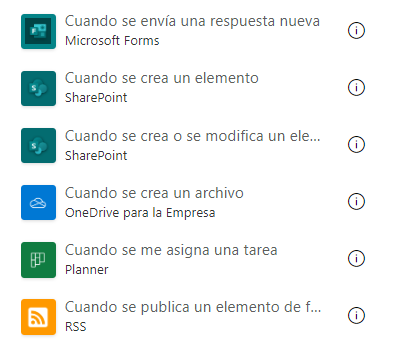 Cuando se envía una respuesta nueva
Microsoft Forms
Cuando se crea un elemento
SharePoint
Cuando se crea o se modifica un ele...
SharePoint
Cuando se crea un archivo
OneDrive para la Empresa
Cuando se me asigna una tarea
Planner
Cuando se publica un elemento de f...
RSS